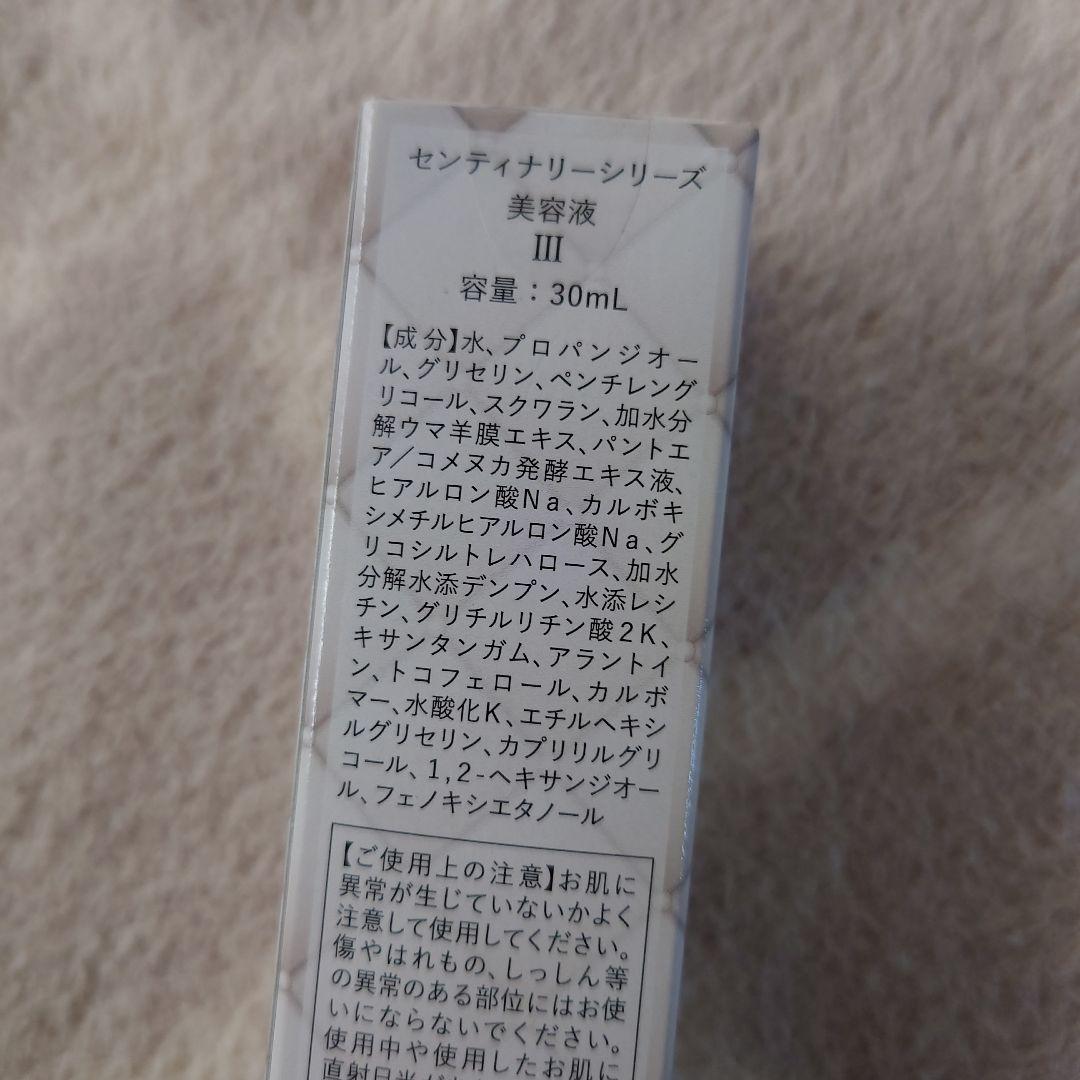 センティナリーシリーズ
美容液
III
容量：30mL
【成分】水、プロパンジオー
ル、グリセリン、ペンチレング
リコール、スクワラン、加水分
解ウマ羊膜エキス、パントエ
ア／コメヌカ発酵エキス液、
ヒアルロン酸Na、カルボキ
シメチルヒアルロン酸Na、グ
リコシルトレハロース、加水
分解水添デンプン、水添レシ
チン、グリチルリチン酸2K、
キサンタンガム、アラントイ
ン、トコフェロール、カルボ
マー、水酸化K、エチルヘキシ
ルグリセリン、カプリリルグリ
コール、1,2-ヘキサンジオー
ル、フェノキシエタノール
【ご使用上の注意】お肌に
異常が生じていないかよく
注意して使用してください。
傷やはれもの、しっしん等
の異常のある部位にはお使
いにならないでください。
使用中や使用したお肌に
直射日光が